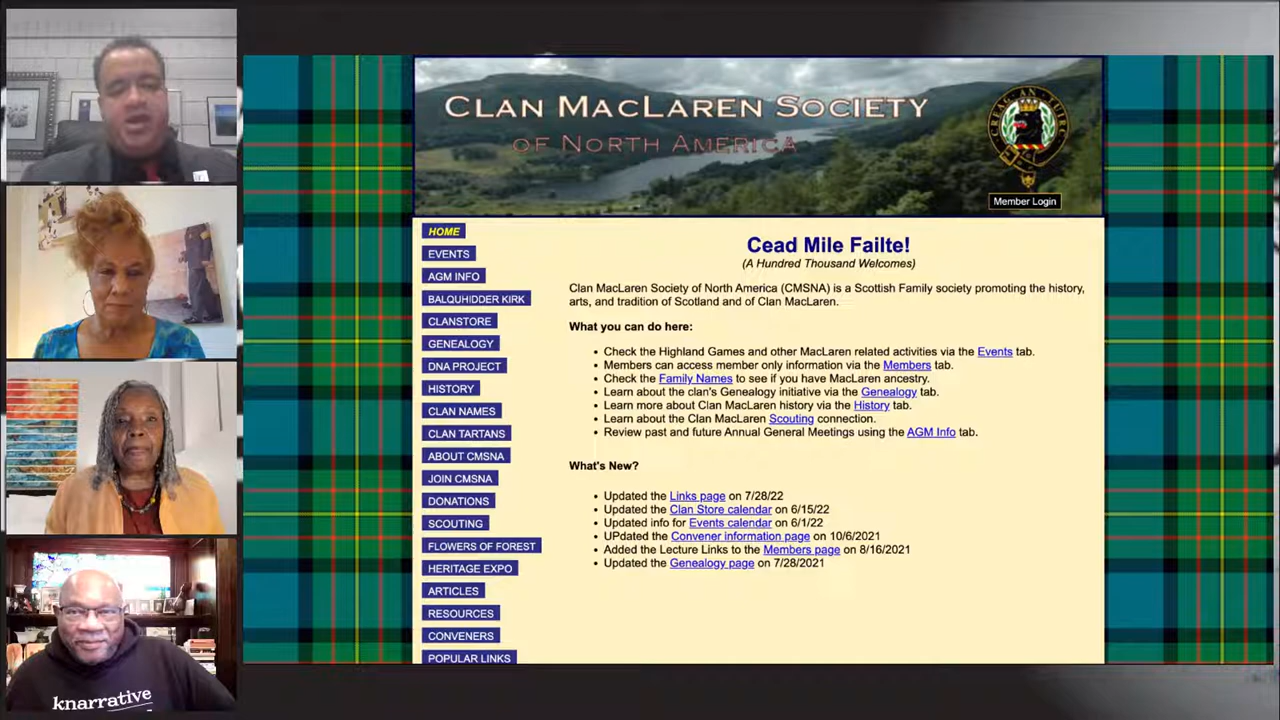 CLAN MACLAREN SOCIETY
OF NORTH AMERICA
CREAG AN TUIRC
Member Login
HOME
EVENTS
AGM INFO
BALQUHIDDER KIRK
CLANSTORE
GENEALOGY
DNA PROJECT
HISTORY
CLAN NAMES
CLAN TARTANS
ABOUT CMSNA
JOIN CMSNA
DONATIONS
SCOUTING
FLOWERS OF FOREST
HERITAGE EXPO
ARTICLES
RESOURCES
CONVENERS
POPULAR LINKS
Cead Mile Failte!
(A Hundred Thousand Welcomes)
Clan MacLaren Society of North America (CMSNA) is a Scottish Family society promoting the history,
arts, and tradition of Scotland and of Clan MacLaren.
What you can do here:
• Check the Highland Games and other MacLaren related activities via the Events tab.
• Members can access member only information via the Members tab.
• Check the Family Names to see if you have MacLaren ancestry.
• Learn about the clan's Genealogy initiative via the Genealogy tab.
• Learn more about Clan MacLaren history via the History tab.
• Learn about the Clan MacLaren Scouting connection.
• Review past and future Annual General Meetings using the AGM Info tab.
What's New?
• Updated the Links page on 7/28/22
• Updated the Clan Store calendar on 6/15/22
• Updated info for Events calendar on 6/1/22
• UPdated the Convener information page on 10/6/2021
• Added the Lecture Links to the Members page on 8/16/2021
• Updated the Genealogy page on 7/28/2021
knarrative